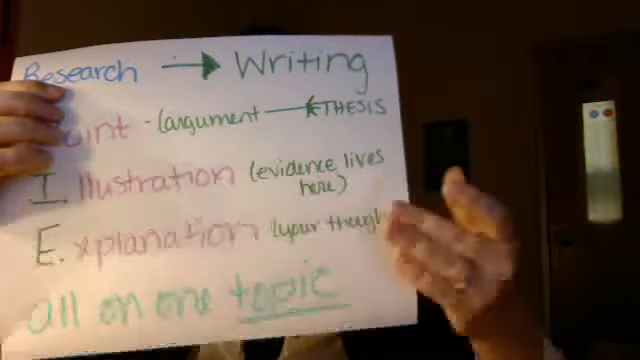 Research → Writing
oint - (argument → THESIS
I. llustration (evidence lives
here)
E. xplanation (your though
all on one topic